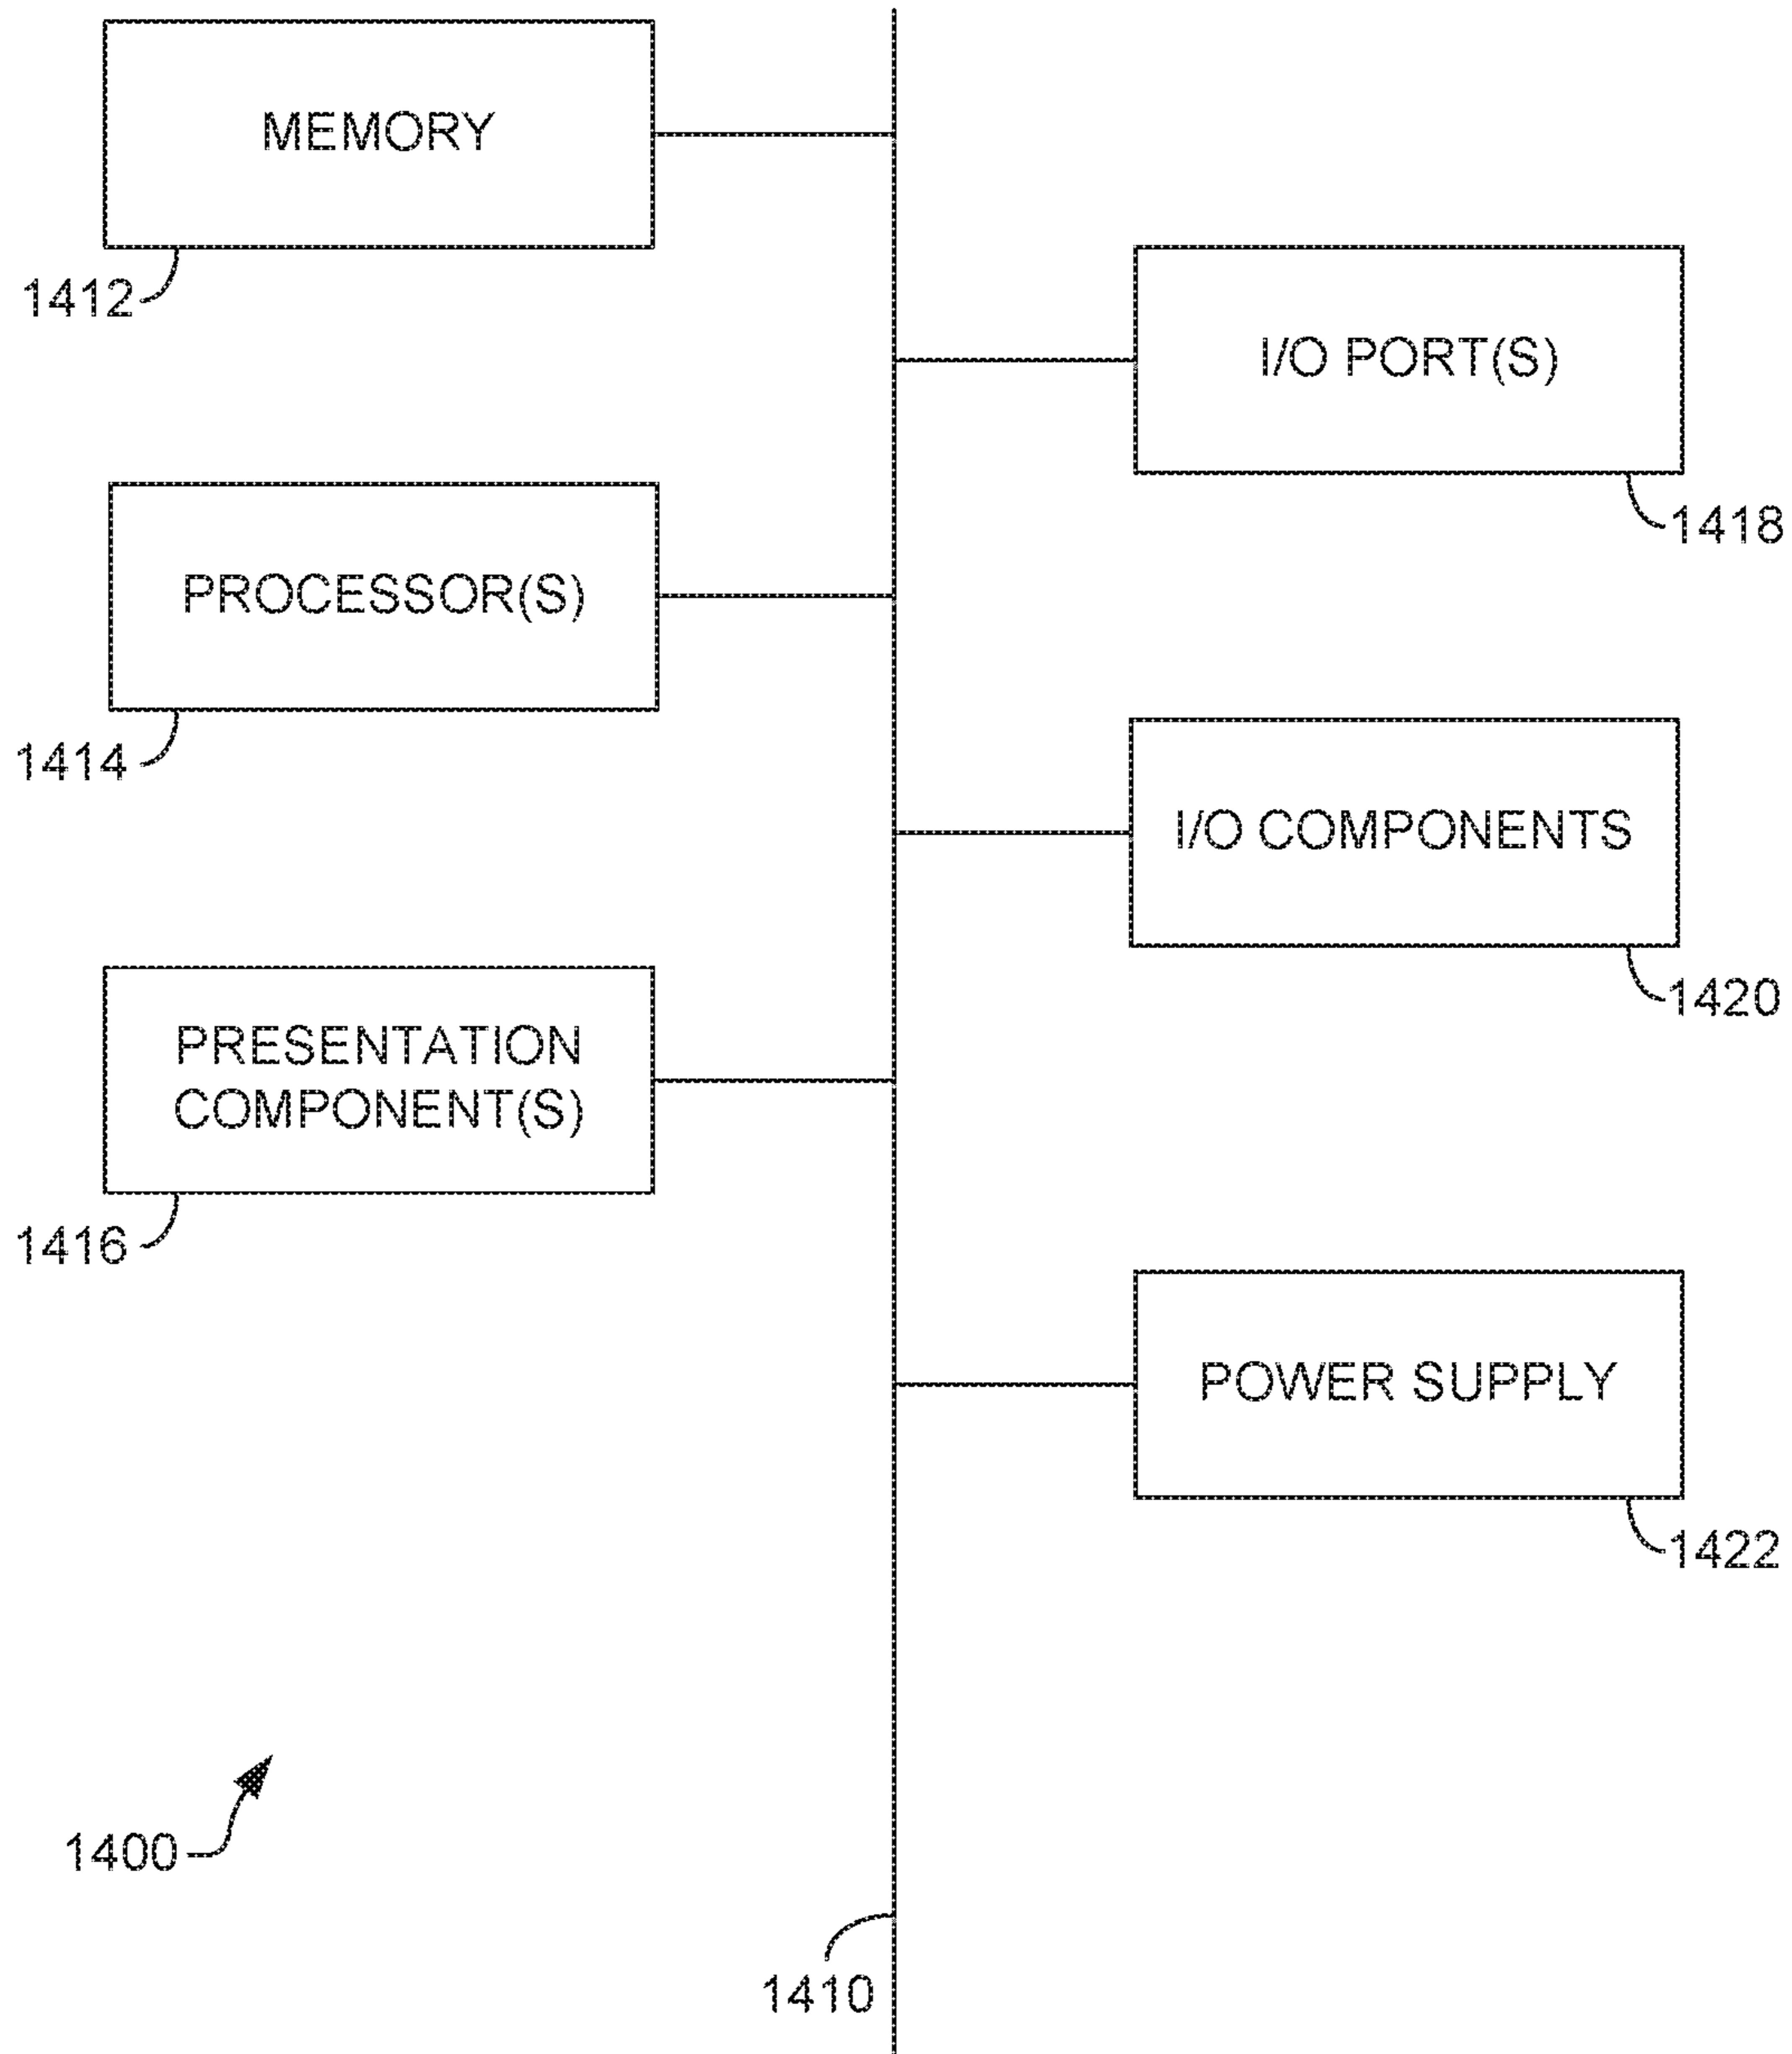 MEMORY
1412
I/O PORT(S)
1418
PROCESSOR(S)
1414
I/O COMPONENTS
1420
PRESENTATION
COMPONENT(S)
1416
POWER SUPPLY
1422
1400
1410